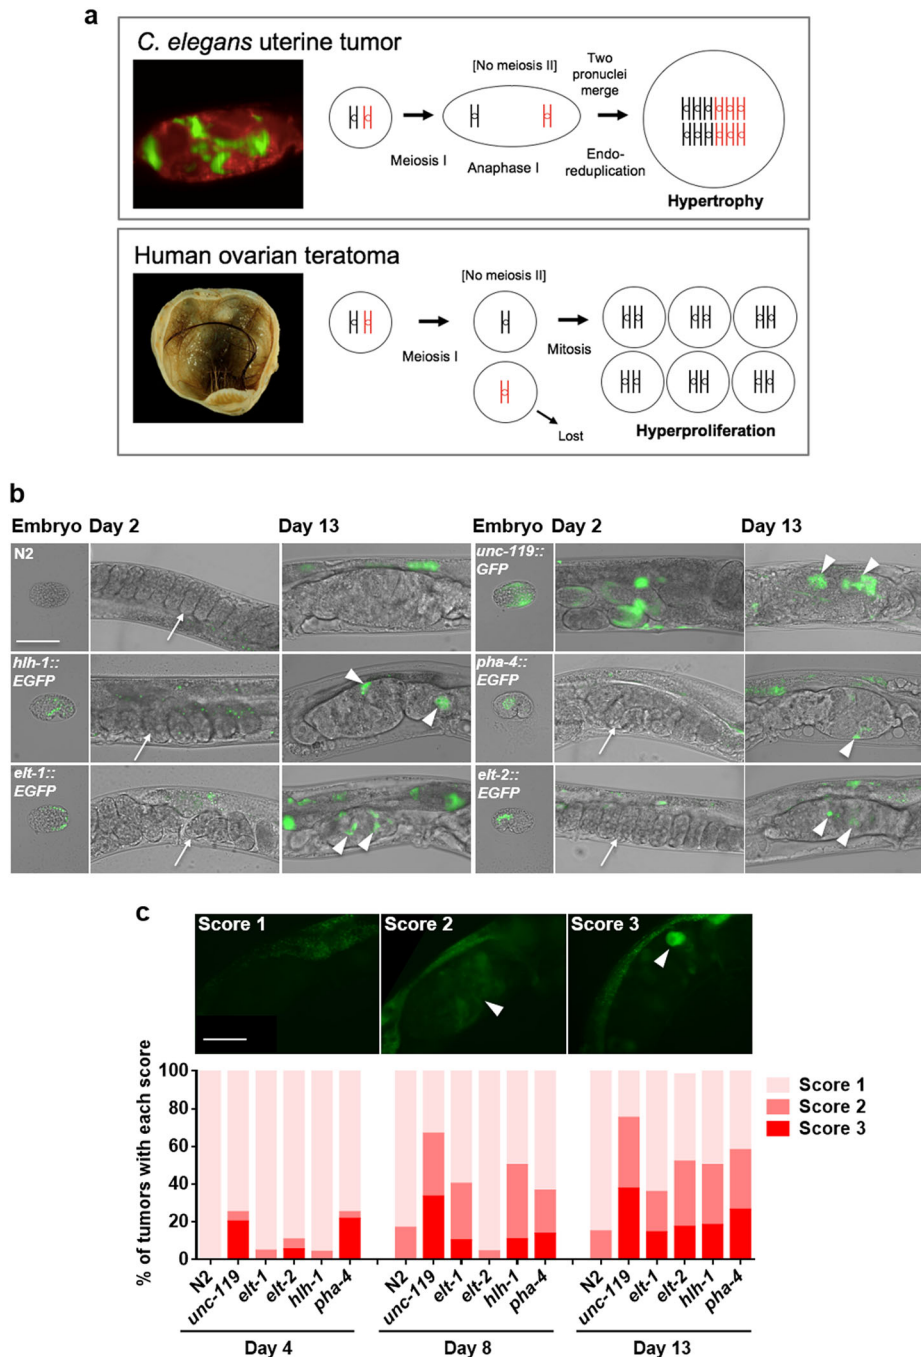 a
C. elegans uterine tumor
[No meiosis II]
Two
pronuclei
merge
Meiosis I
Anaphase I
Endo-
reduplication
Hypertrophy
Human ovarian teratoma
[No meiosis II]
Meiosis I
Mitosis
Lost
Hyperproliferation
b
Embryo Day 2 Day 13 Embryo Day 2 Day 13
N2
unc-119::
GFP
hlh-1::
EGFP
pha-4::
EGFP
elt-1::
EGFP
elt-2::
EGFP
c
Score 1 Score 2 Score 3
% of tumors with each score
100
80
60
40
20
0
Score 1
Score 2
Score 3
N2 unc-119 elt-1 elt-2 hlh-1 pha-4 N2 unc-119 elt-1 elt-2 hlh-1 pha-4 N2 unc-119 elt-1 elt-2 hlh-1 pha-4
Day 4 Day 8 Day 13